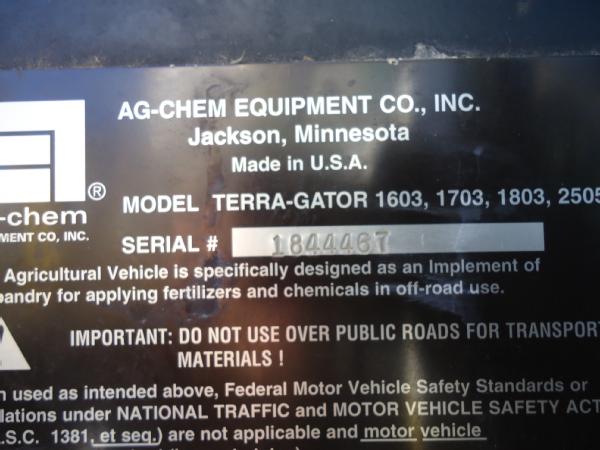 AG-CHEM EQUIPMENT CO., INC.
Jackson, Minnesota
Made in U.S.A.
®
-chem
MENT CO, INC.
MODEL TERRA-GATOR 1603, 1703, 1803, 2505
SERIAL # 1844467
Agricultural Vehicle is specifically designed as an Implement of
bandry for applying fertilizers and chemicals in off-road use.
IMPORTANT: DO NOT USE OVER PUBLIC ROADS FOR TRANSPORT
MATERIALS !
n used as intended above, Federal Motor Vehicle Safety Standards or
lations under NATIONAL TRAFFIC and MOTOR VEHICLE SAFETY ACT
.S.C. 1381, et seq.) are not applicable and motor vehicle